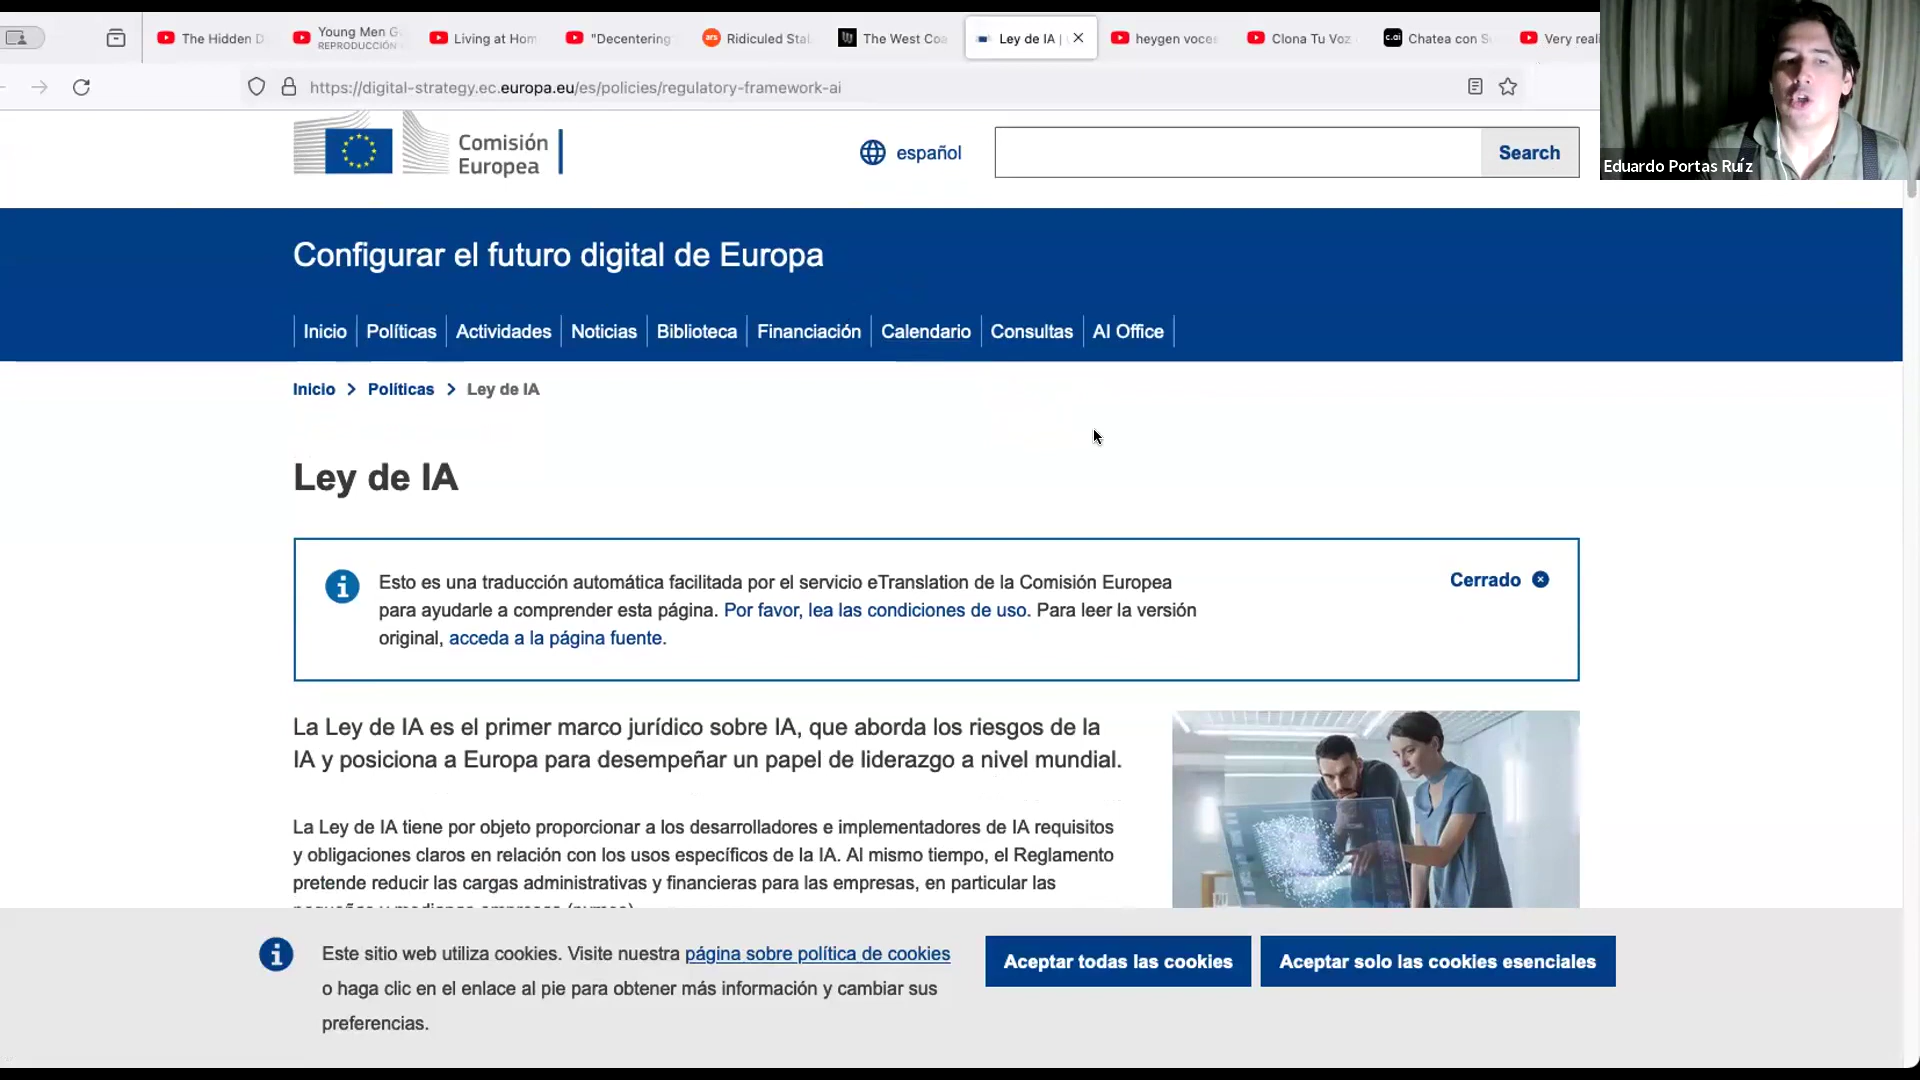 The Hidden D
Young Men G
REPRODUCCIÓN
Living at Hom
"Decentering
Ridiculed Stal
The West Coa
Ley de IA |
heygen voces
Clona Tu Voz
c.ai
Chatea con S
Very reali
https://digital-strategy.ec.europa.eu/es/policies/regulatory-framework-ai
Eduardo Portas Ruíz
Comisión
Europea
español
Search
Configurar el futuro digital de Europa
Inicio
Políticas
Actividades
Noticias
Biblioteca
Financiación
Calendario
Consultas
AI Office
Inicio > Políticas > Ley de IA
Ley de IA
Esto es una traducción automática facilitada por el servicio eTranslation de la Comisión Europea
para ayudarle a comprender esta página. Por favor, lea las condiciones de uso. Para leer la versión
original, acceda a la página fuente.
Cerrado
La Ley de IA es el primer marco jurídico sobre IA, que aborda los riesgos de la
IA y posiciona a Europa para desempeñar un papel de liderazgo a nivel mundial.
La Ley de IA tiene por objeto proporcionar a los desarrolladores e implementadores de IA requisitos
y obligaciones claros en relación con los usos específicos de la IA. Al mismo tiempo, el Reglamento
pretende reducir las cargas administrativas y financieras para las empresas, en particular las
Este sitio web utiliza cookies. Visite nuestra página sobre política de cookies
o haga clic en el enlace al pie para obtener más información y cambiar sus
preferencias.
Aceptar todas las cookies
Aceptar solo las cookies esenciales